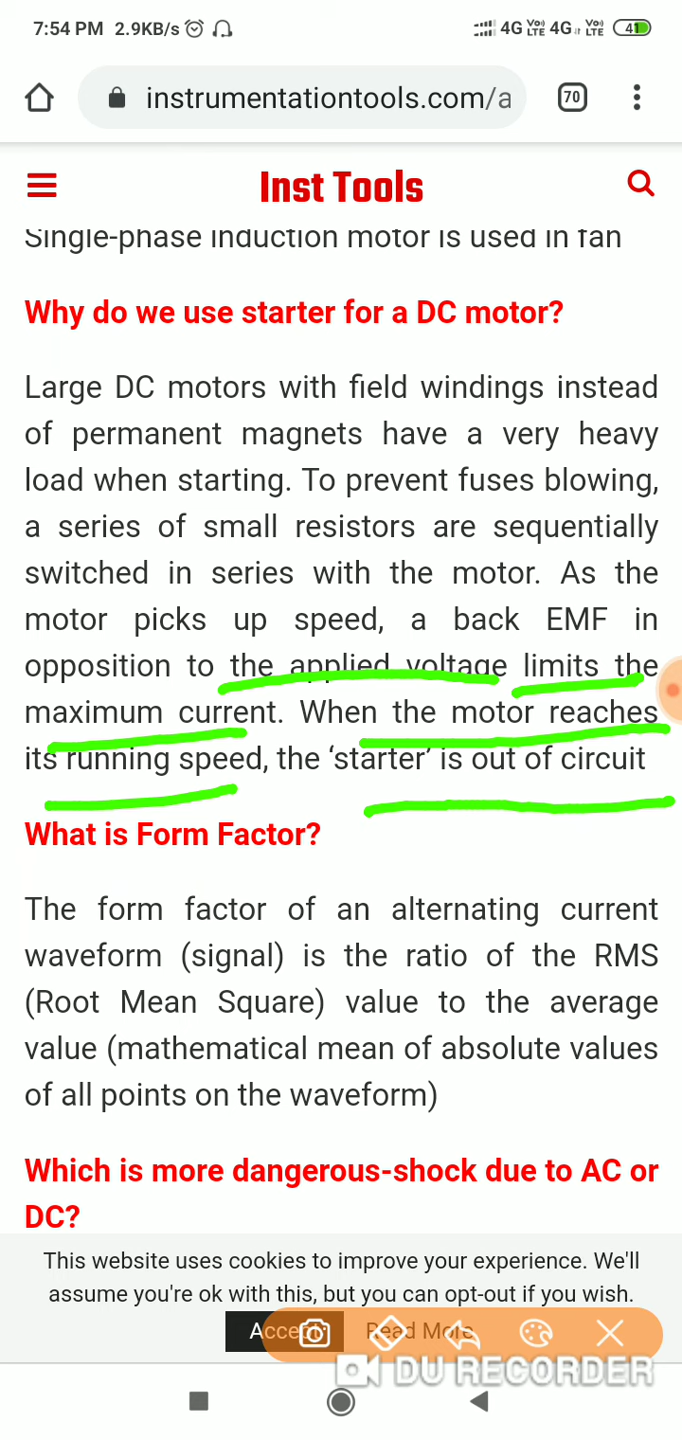 7:54 PM 2.9KB/s 4G Vo) LTE 4G Vo) LTE 41
instrumentationtools.com/a 70
Inst Tools
Single-phase induction motor is used in fan
Why do we use starter for a DC motor?
Large DC motors with field windings instead
of permanent magnets have a very heavy
load when starting. To prevent fuses blowing,
a series of small resistors are sequentially
switched in series with the motor. As the
motor picks up speed, a back EMF in
opposition to the applied voltage limits the
maximum current. When the motor reaches
its running speed, the ‘starter’ is out of circuit
What is Form Factor?
The form factor of an alternating current
waveform (signal) is the ratio of the RMS
(Root Mean Square) value to the average
value (mathematical mean of absolute values
of all points on the waveform)
Which is more dangerous-shock due to AC or
DC?
This website uses cookies to improve your experience. We'll
assume you're ok with this, but you can opt-out if you wish.
Accept Read More
DU RECORDER